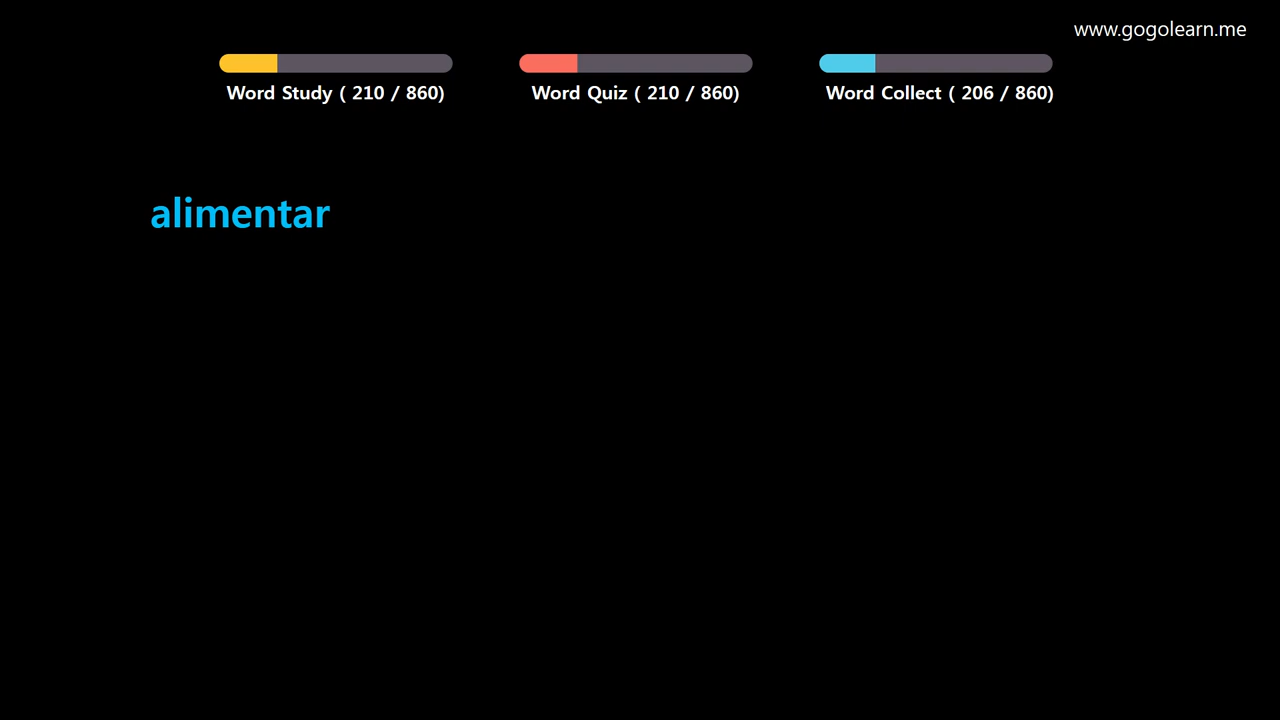 www.gogolearn.me
Word Study ( 210 / 860)
Word Quiz ( 210 / 860)
Word Collect ( 206 / 860)
alimentar